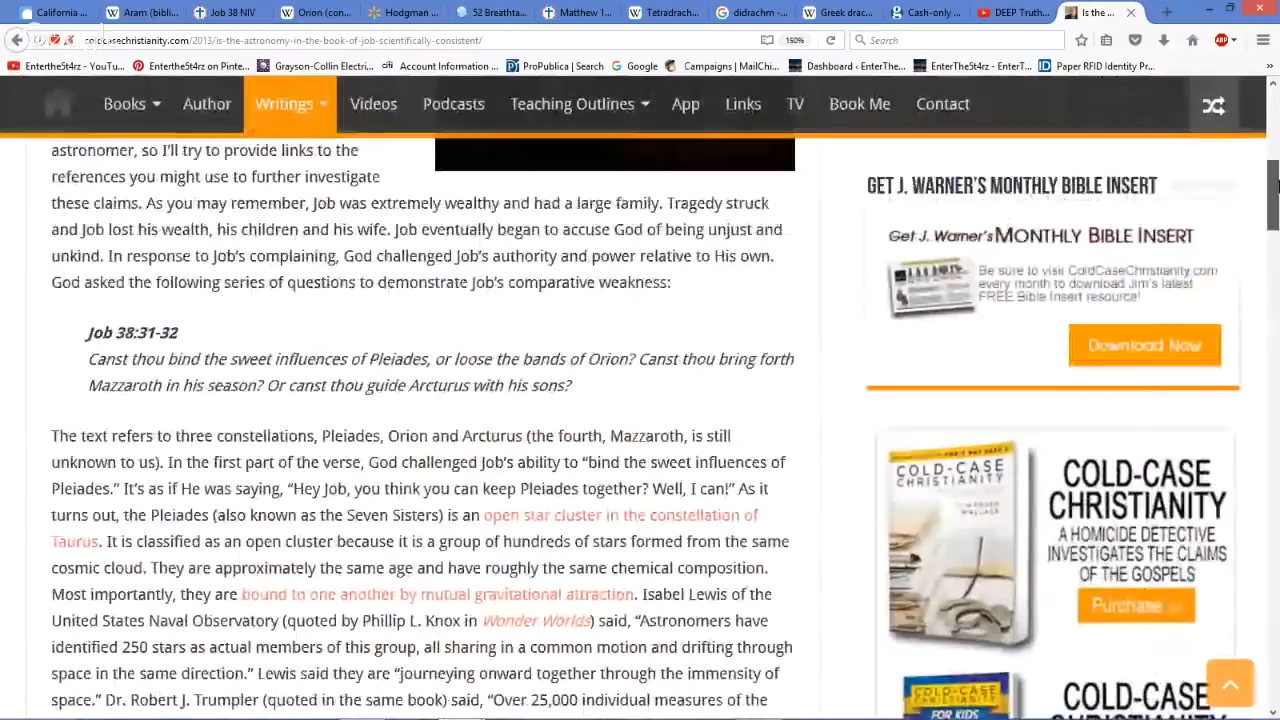 California ...
Aram (bibli...
Job 38 NIV
Orion (con...
Hodgman ...
52 Breatha...
Matthew 1...
Tetradrach...
didrachm - ...
Greek drac...
Cash-only ...
DEEP Truth...
Is the ...
casechristianity.com/2013/is-the-astronomy-in-the-book-of-job-scientifically-consistent/
150%
Search
ABP
Enterthe5t4rz - YouTu...
Enterthe5t4rz on Pinte...
Grayson-Collin Electri...
Account Information ...
ProPublica | Search
Google
Campaigns | MailChi...
Dashboard ‹ EnterThe...
EnterThe5t4rz - EnterT...
Paper RFID Identity Pr...
Books
Author
Writings
Videos
Podcasts
Teaching Outlines
App
Links
TV
Book Me
Contact
astronomer, so I'll try to provide links to the
references you might use to further investigate
these claims. As you may remember, Job was extremely wealthy and had a large family. Tragedy struck
and Job lost his wealth, his children and his wife. Job eventually began to accuse God of being unjust and
unkind. In response to Job's complaining, God challenged Job's authority and power relative to His own.
God asked the following series of questions to demonstrate Job's comparative weakness:
Job 38:31-32
Canst thou bind the sweet influences of Pleiades, or loose the bands of Orion? Canst thou bring forth
Mazzaroth in his season? Or canst thou guide Arcturus with his sons?
The text refers to three constellations, Pleiades, Orion and Arcturus (the fourth, Mazzaroth, is still
unknown to us). In the first part of the verse, God challenged Job's ability to “bind the sweet influences of
Pleiades.” It's as if He was saying, “Hey Job, you think you can keep Pleiades together? Well, I can!” As it
turns out, the Pleiades (also known as the Seven Sisters) is an open star cluster in the constellation of
Taurus. It is classified as an open cluster because it is a group of hundreds of stars formed from the same
cosmic cloud. They are approximately the same age and have roughly the same chemical composition.
Most importantly, they are bound to one another by mutual gravitational attraction. Isabel Lewis of the
United States Naval Observatory (quoted by Phillip L. Knox in Wonder Worlds) said, “Astronomers have
identified 250 stars as actual members of this group, all sharing in a common motion and drifting through
space in the same direction.” Lewis said they are “journeying onward together through the immensity of
space.” Dr. Robert J. Trumpler (quoted in the same book) said, “Over 25,000 individual measures of the
GET J. WARNER'S MONTHLY BIBLE INSERT
Get J. Warner's MONTHLY BIBLE INSERT
Be sure to visit ColdCaseChristianity.com
every month to download Jim's latest
FREE Bible Insert resource!
Download Now
COLD-CASE
CHRISTIANITY
COLD-CASE
CHRISTIANITY
A HOMICIDE DETECTIVE
INVESTIGATES THE CLAIMS
OF THE GOSPELS
Purchase
COLD-CASE
CHRISTIANITY
FOR KIDS
COLD-CASE
CHRISTIANITY